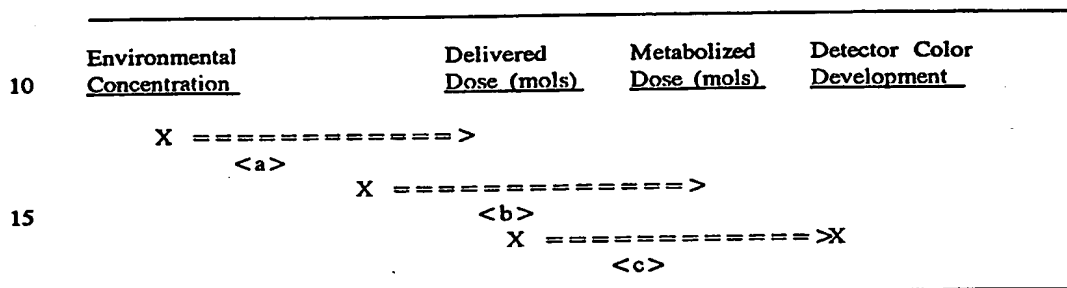 Environmental Delivered Metabolized Detector Color
10 Concentration Dose (mols) Dose (mols) Development
X ============>
<a>
X =============>
15 <b>
X ============>X
<c>